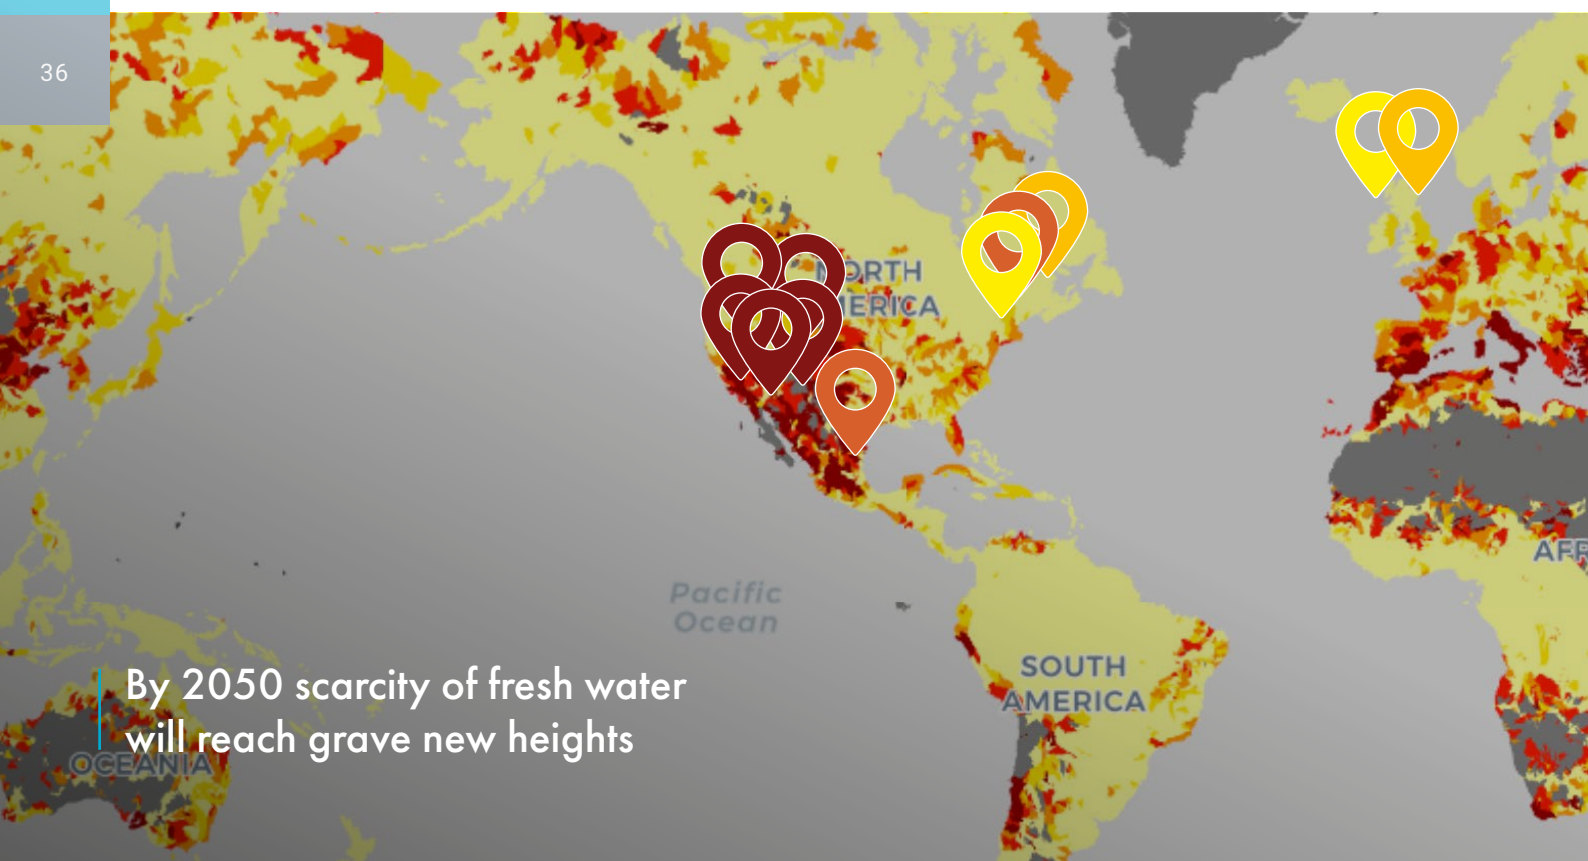 36
NORTH
AMERICA
AFR
Pacific
Ocean
SOUTH
AMERICA
By 2050 scarcity of fresh water
will reach grave new heights
OCEANIA